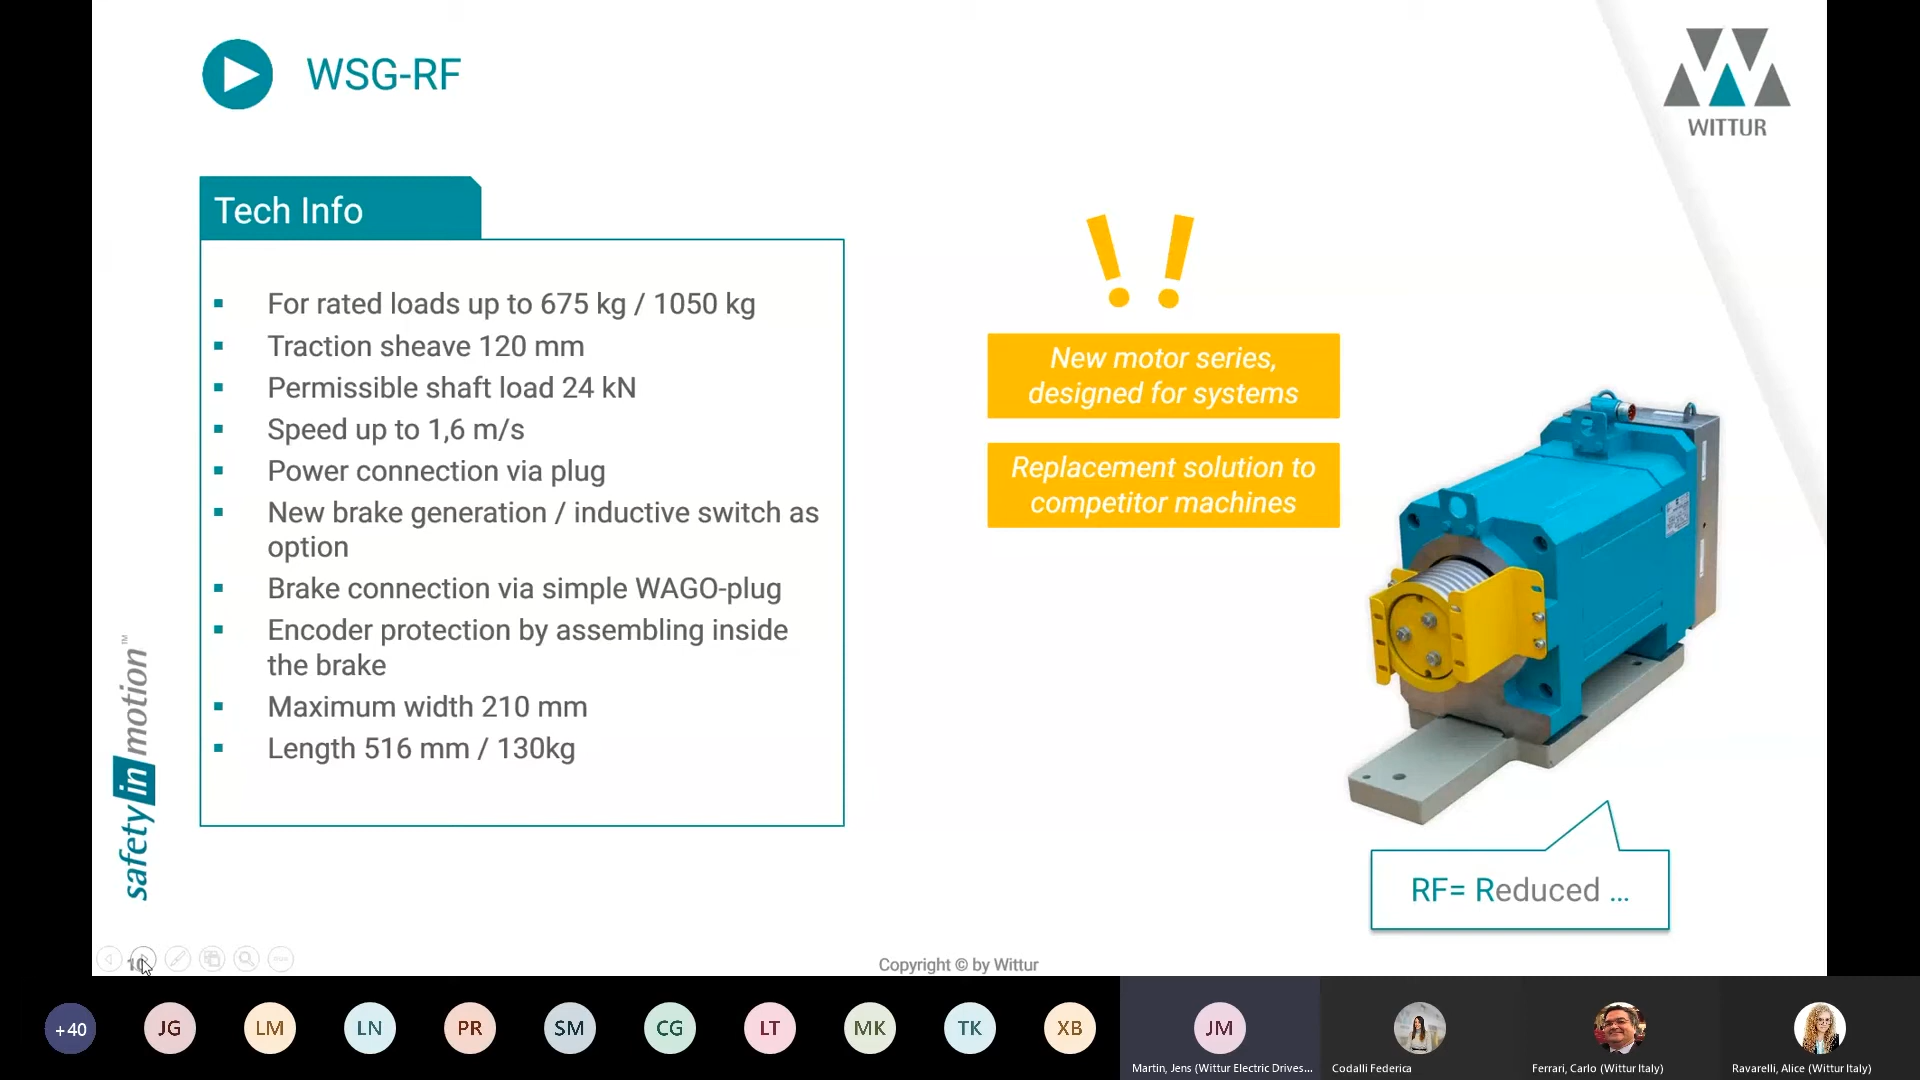 WSG-RF
WITTUR
Tech Info
▪ For rated loads up to 675 kg / 1050 kg
▪ Traction sheave 120 mm
▪ Permissible shaft load 24 kN
▪ Speed up to 1,6 m/s
▪ Power connection via plug
▪ New brake generation / inductive switch as
option
▪ Brake connection via simple WAGO-plug
▪ Encoder protection by assembling inside
the brake
▪ Maximum width 210 mm
▪ Length 516 mm / 130kg
! !
New motor series,
designed for systems
Replacement solution to
competitor machines
RF= Reduced ...
safety in motion™
Copyright © by Wittur
+40
JG
LM
LN
PR
SM
CG
LT
MK
TK
XB
JM
Martin, Jens (Wittur Electric Drives...
Codalli Federica
Ferrari, Carlo (Wittur Italy)
Ravarelli, Alice (Wittur Italy)